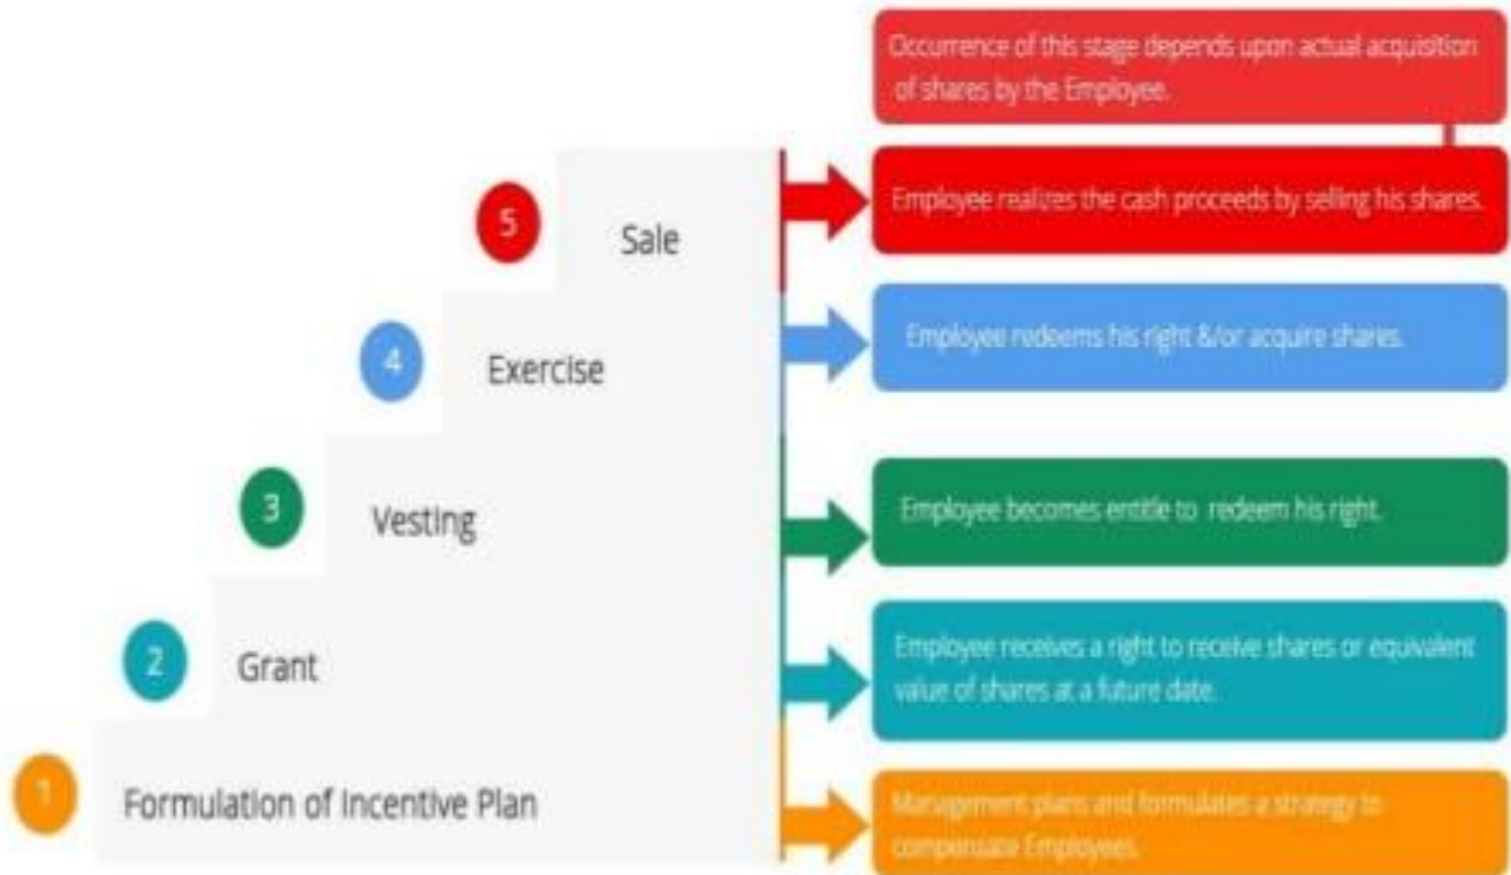 Occurrence of this stage depends upon actual acquisition
of shares by the Employee.
5
Sale
Employee realizes the cash proceeds by selling his shares.
4
Exercise
Employee redeems his right &/or acquire shares.
3
Vesting
Employee becomes entitle to redeem his right.
2
Grant
Employee receives a right to receive shares or equivalent
value of shares at a future date.
1
Formulation of Incentive Plan
Management plans and formulates a strategy to
compensate Employees.